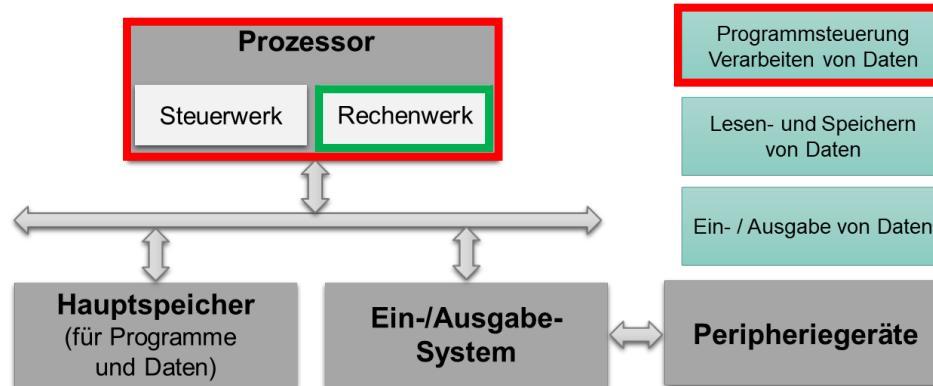 Prozessor
Steuerwerk
Rechenwerk
Programmsteuerung
Verarbeiten von Daten
Lesen- und Speichern
von Daten
Ein- / Ausgabe von Daten
Hauptspeicher
(für Programme
und Daten)
Ein-/Ausgabe-
System
Peripheriegeräte